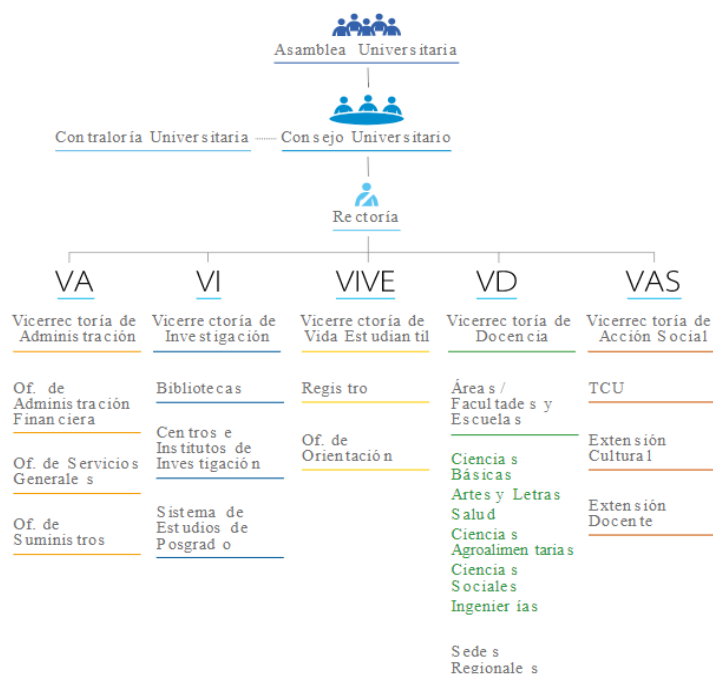 Asamblea Universitaria
Contraloría Universitaria
Consejo Universitario
Rectoría
VA
VI
VIVE
VD
VAS
Vicerrectoría de
Administración
Vicerrectoría de
Investigación
Vicerrectoría de
Vida Estudiantil
Vicerrectoría de
Docencia
Vicerrectoría de
Acción Social
Of. de
Administración
Financiera
Of. de Servicios
Generales
Of. de
Suministros
Bibliotecas
Centros e
Institutos de
Investigación
Sistema de
Estudios de
Posgrado
Registro
Of. de
Orientación
Áreas/
Facultades y
Escuelas
Ciencias
Básicas
Artes y Letras
Salud
Ciencias
Agroalimentarias
Ciencias
Sociales
Ingenierías
Sedes
Regionales
TCU
Extensión
Cultural
Extensión
Docente